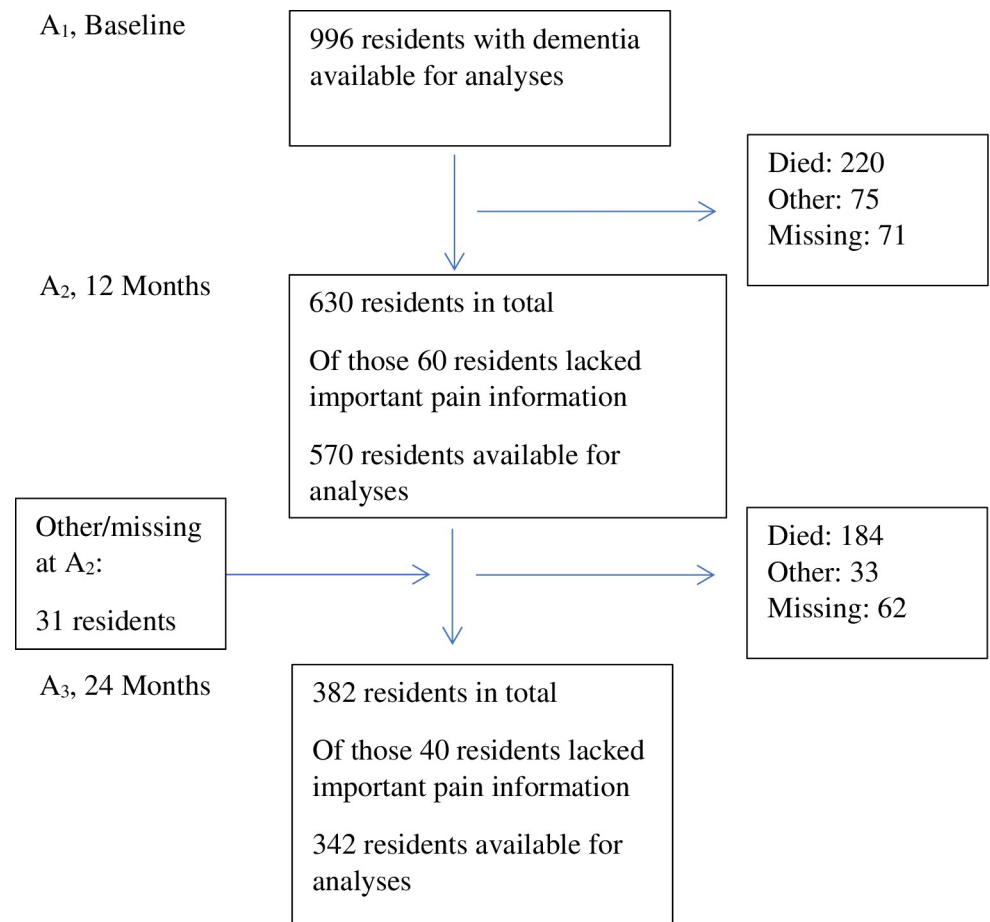 A₁, Baseline
996 residents with dementia
available for analyses
Died: 220
Other: 75
Missing: 71
A₂, 12 Months
630 residents in total
Of those 60 residents lacked
important pain information
570 residents available for
analyses
Other/missing
at A₂:
31 residents
Died: 184
Other: 33
Missing: 62
A₃, 24 Months
382 residents in total
Of those 40 residents lacked
important pain information
342 residents available for
analyses